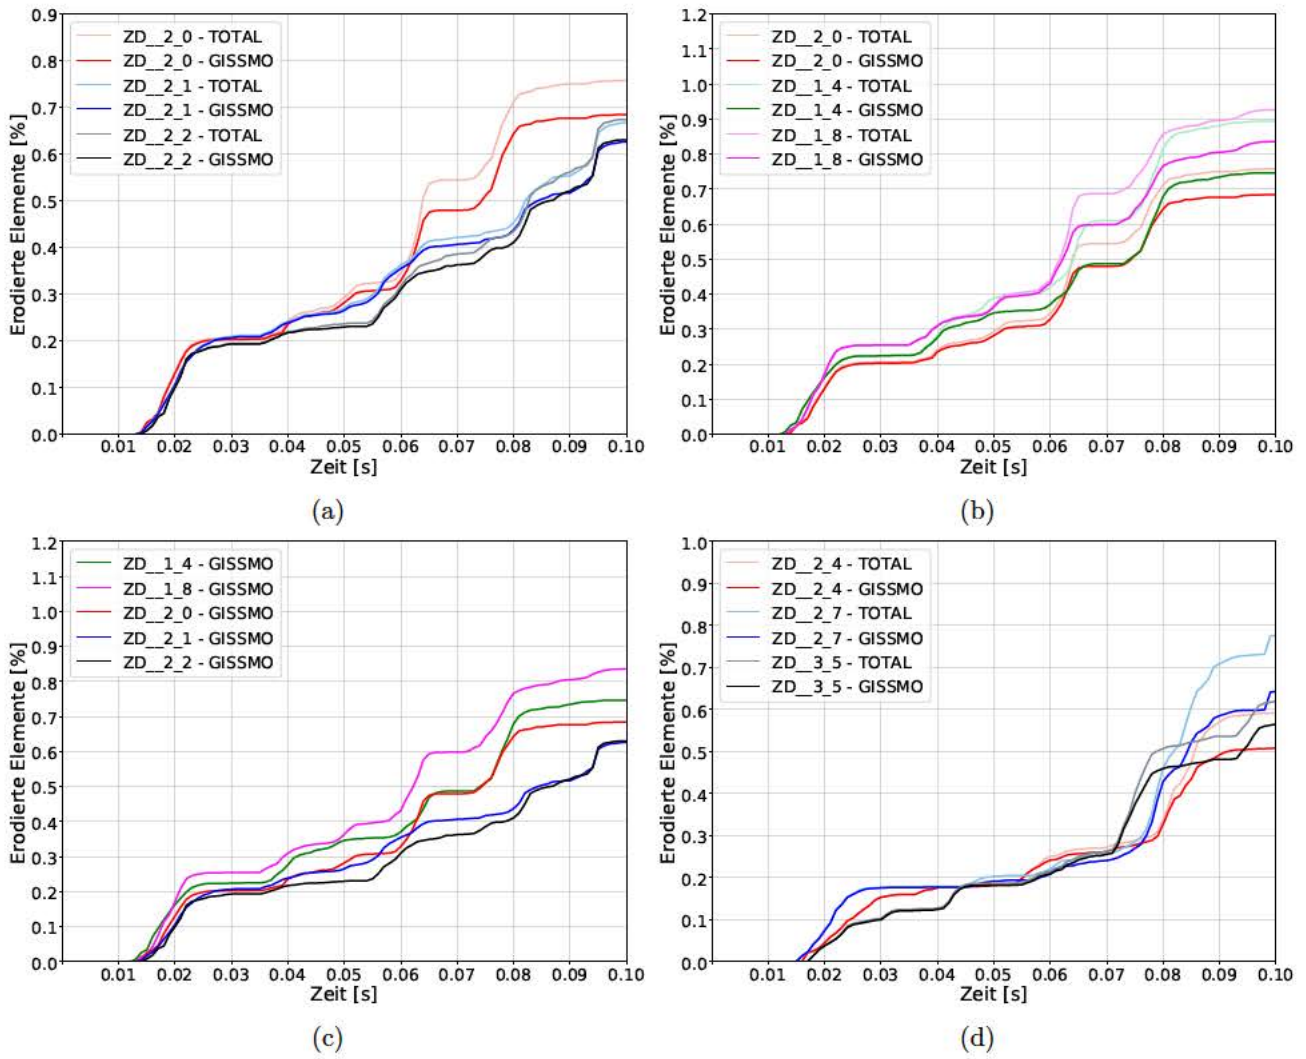 0.9
0.8
0.7
0.6
0.5
0.4
0.3
0.2
0.1
0.0
Erodierte Elemente [%]
ZD__2_0 - TOTAL
ZD__2_0 - GISSMO
ZD__2_1 - TOTAL
ZD__2_1 - GISSMO
ZD__2_2 - TOTAL
ZD__2_2 - GISSMO
0.01 0.02 0.03 0.04 0.05 0.06 0.07 0.08 0.09 0.10
Zeit [s]
(a)
1.2
1.1
1.0
0.9
0.8
0.7
0.6
0.5
0.4
0.3
0.2
0.1
0.0
Erodierte Elemente [%]
ZD__2_0 - TOTAL
ZD__2_0 - GISSMO
ZD__1_4 - TOTAL
ZD__1_4 - GISSMO
ZD__1_8 - TOTAL
ZD__1_8 - GISSMO
0.01 0.02 0.03 0.04 0.05 0.06 0.07 0.08 0.09 0.10
Zeit [s]
(b)
1.2
1.1
1.0
0.9
0.8
0.7
0.6
0.5
0.4
0.3
0.2
0.1
0.0
Erodierte Elemente [%]
ZD__1_4 - GISSMO
ZD__1_8 - GISSMO
ZD__2_0 - GISSMO
ZD__2_1 - GISSMO
ZD__2_2 - GISSMO
0.01 0.02 0.03 0.04 0.05 0.06 0.07 0.08 0.09 0.10
Zeit [s]
(c)
1.0
0.9
0.8
0.7
0.6
0.5
0.4
0.3
0.2
0.1
0.0
Erodierte Elemente [%]
ZD__2_4 - TOTAL
ZD__2_4 - GISSMO
ZD__2_7 - TOTAL
ZD__2_7 - GISSMO
ZD__3_5 - TOTAL
ZD__3_5 - GISSMO
0.01 0.02 0.03 0.04 0.05 0.06 0.07 0.08 0.09 0.10
Zeit [s]
(d)